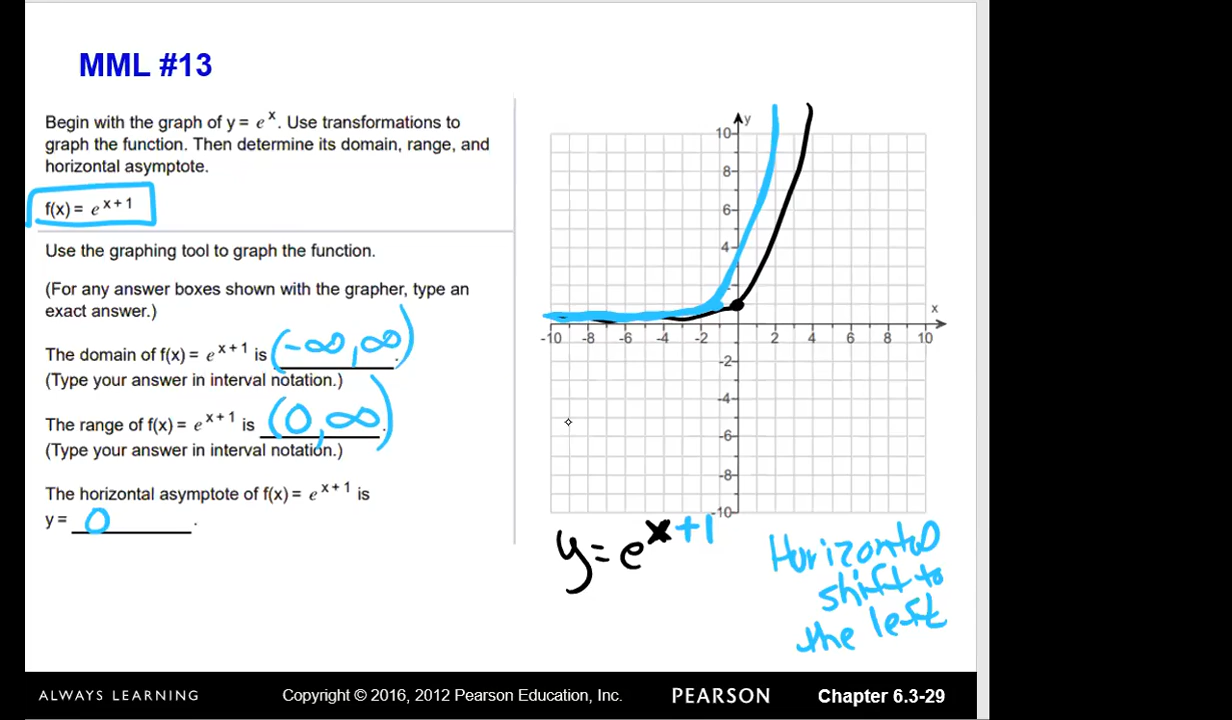 MML #13
Begin with the graph of y = e^x. Use transformations to
graph the function. Then determine its domain, range, and
horizontal asymptote.
f(x) = e^x + 1
Use the graphing tool to graph the function.
(For any answer boxes shown with the grapher, type an
exact answer.)
The domain of f(x) = e^x + 1 is (-∞, ∞).
(Type your answer in interval notation.)
The range of f(x) = e^x + 1 is (0, ∞).
(Type your answer in interval notation.)
The horizontal asymptote of f(x) = e^x + 1 is
y = 0.
y
10
8
6
4
2
x
-10 -8 -6 -4 -2 2 4 6 8 10
-2
-4
-6
-8
-10
y = e^x+1
Horizontal
shift to
the left
ALWAYS LEARNING
Copyright © 2016, 2012 Pearson Education, Inc.
PEARSON
Chapter 6.3-29